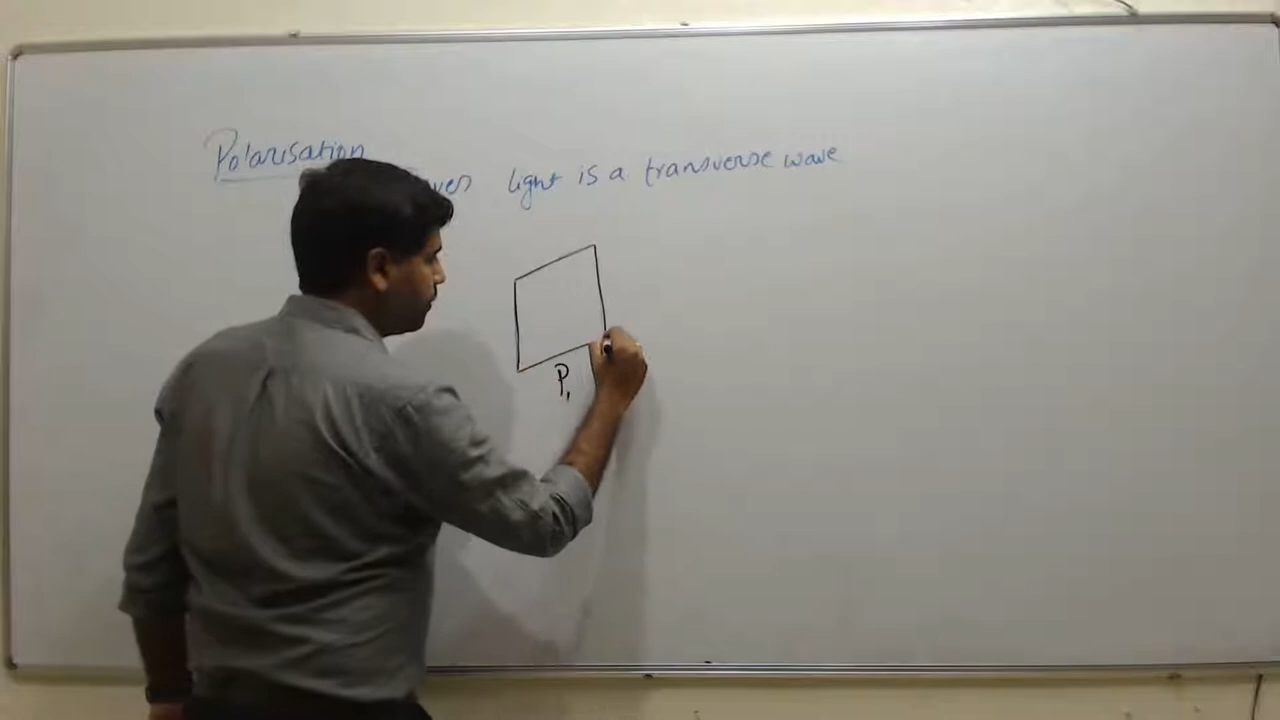 Polarisation
light is a transverse wave
P₁